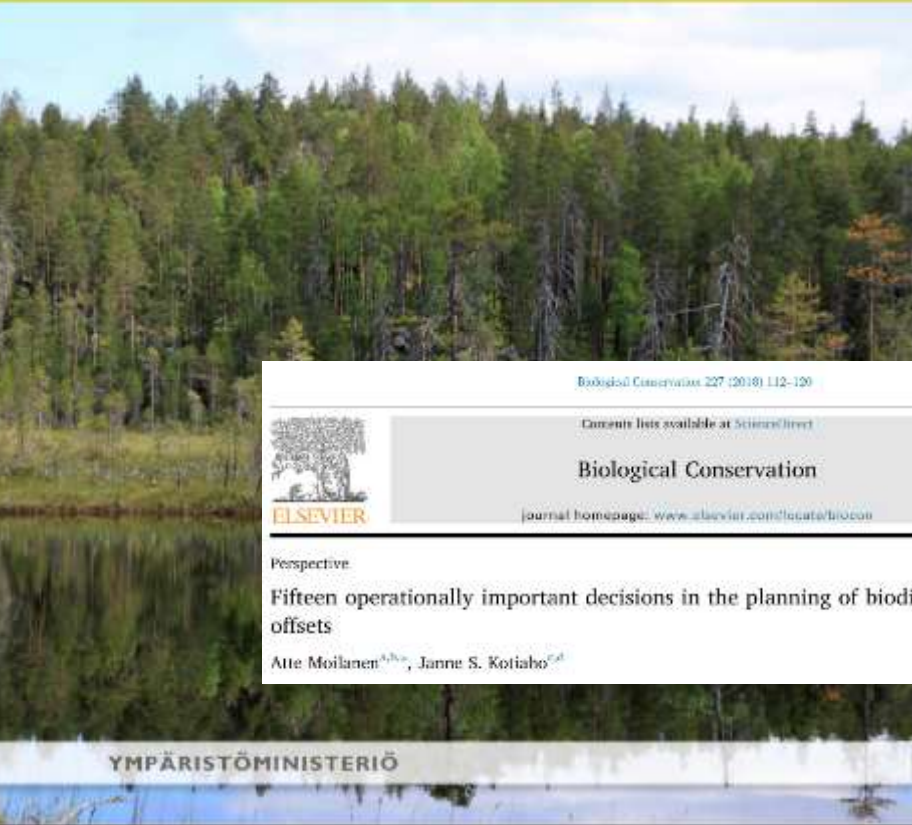 Biological Conservation 227 (2018) 112–120
Contents lists available at ScienceDirect
Biological Conservation
ELSEVIER
journal homepage: www.elsevier.com/locate/biocon
Perspective
Fifteen operationally important decisions in the planning of biodi
offsets
Atte Moilanen, Janne S. Kotiaho
YMPÄRISTÖMINISTERIÖ